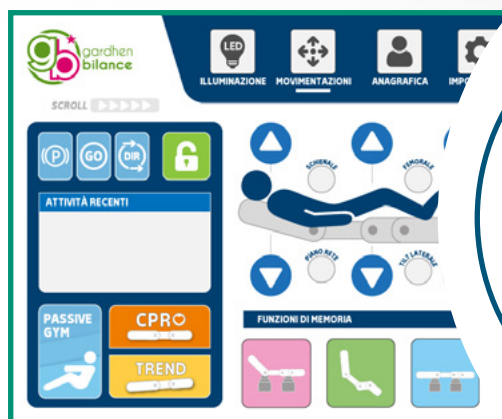 gardhen
bilance
LED
ILLUMINAZIONE
MOVIMENTAZIONI
ANAGRAFICA
SCROLL
(P)
GO
DIR
SCHIENALE
FEMORALE
ATTIVITÀ RECENTI
PIANO RETE
TILT LATERALE
PASSIVE
GYM
CPR
TREND
FUNZIONI DI MEMORIA